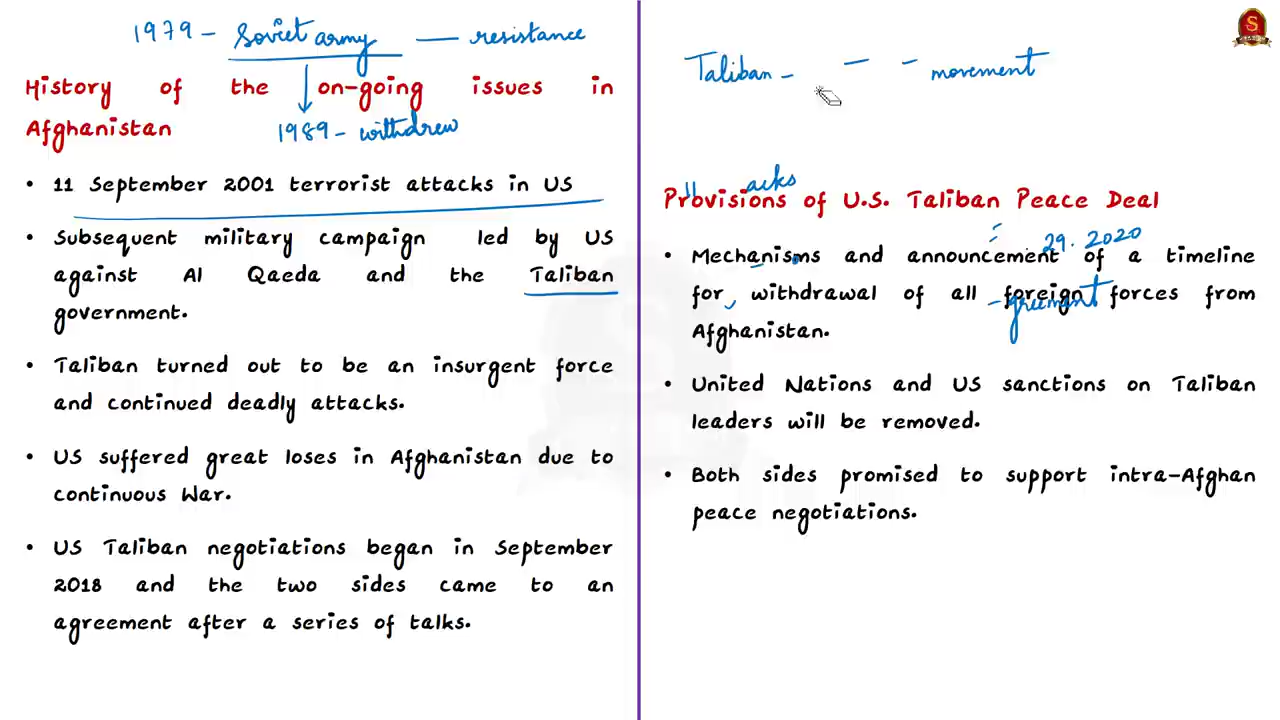 1979 - Soviet army — resistance
History of the on-going issues in
Afghanistan
1989 - withdrew
• 11 September 2001 terrorist attacks in US
• Subsequent military campaign led by US
against Al Qaeda and the Taliban
government.
• Taliban turned out to be an insurgent force
and continued deadly attacks.
• US suffered great loses in Afghanistan due to
continuous War.
• US Taliban negotiations began in September
2018 and the two sides came to an
agreement after a series of talks.
Taliban - movement
acks
Provisions of U.S. Taliban Peace Deal
29. 2020
• Mechanisms and announcement of a timeline
for withdrawal of all foreign forces from
greement
Afghanistan.
• United Nations and US sanctions on Taliban
leaders will be removed.
• Both sides promised to support intra-Afghan
peace negotiations.